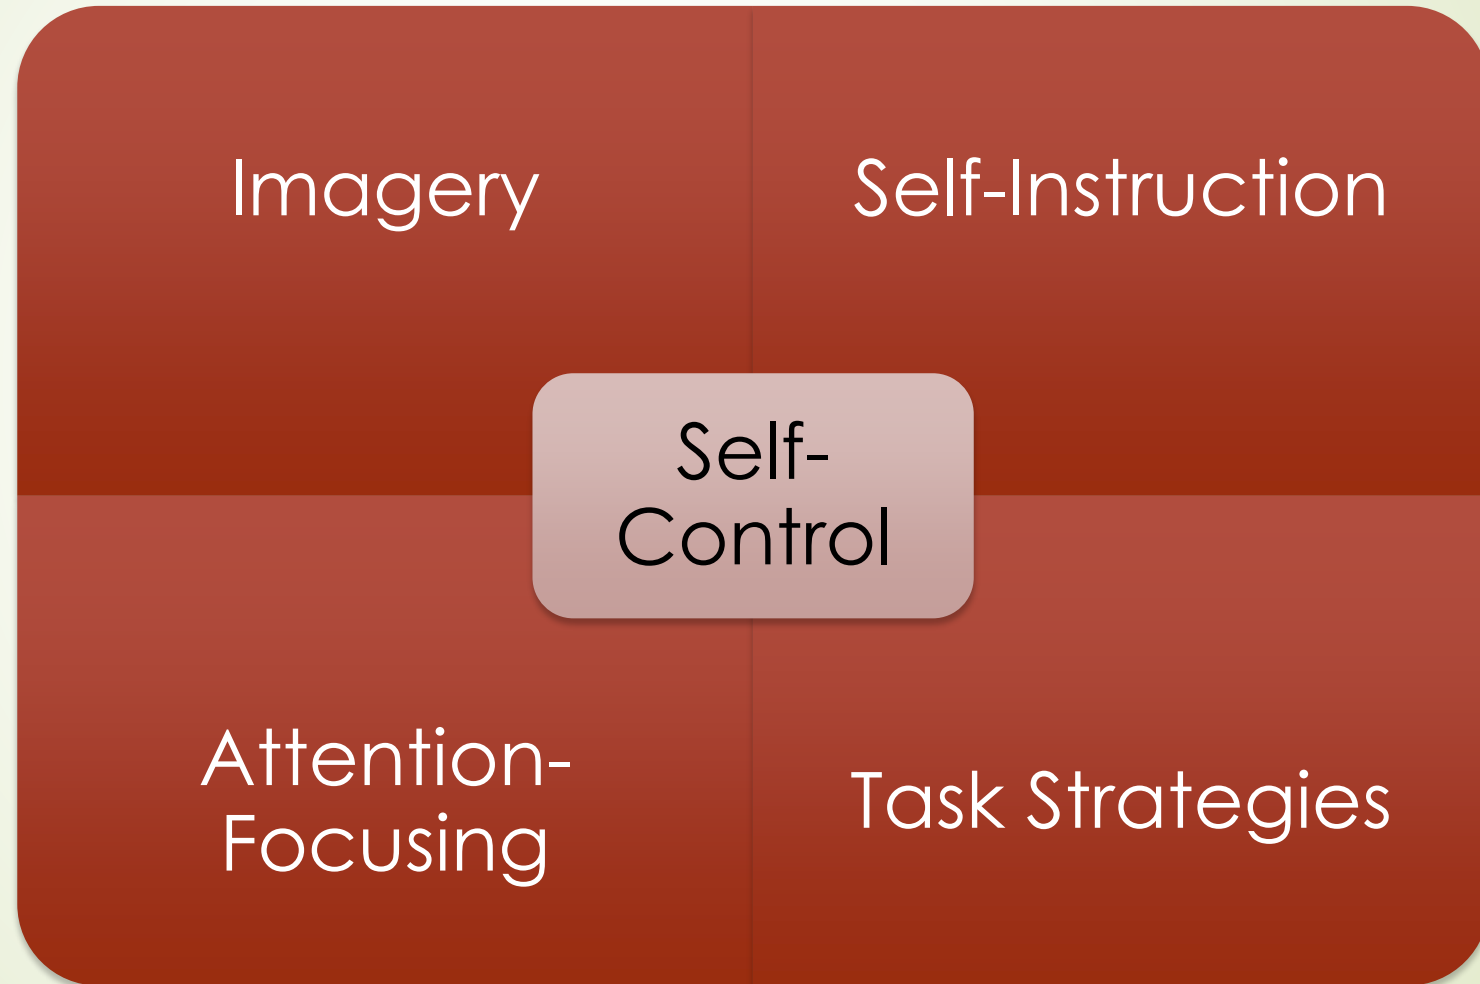 Imagery
Self-Instruction
Self-
Control
Attention-
Focusing
Task Strategies